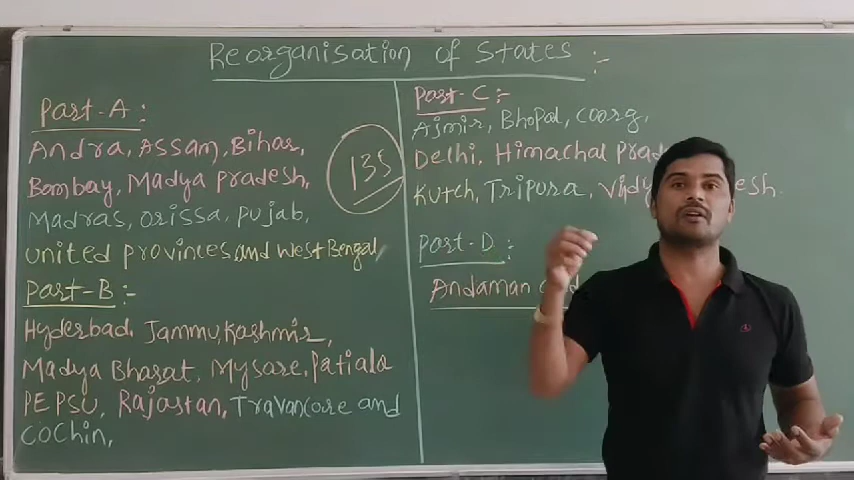 Reorganisation of States :-
Part-A :-
Andra, Assam, Bihar,
Bombay, Madya Pradesh,
Madras, Orissa, Pujab,
United Provinces and West Bengal
Part-B :-
Hyderbad, Jammu, Kashmir,
Madya Bharat, Mysare, Patiala
PEPSU, Rajastan, Travancore and
Cochin,
135
Part-C :-
Ajmir, Bhopal, Coorg,
Delhi, Himachal
Kutch, Tripura,
Part-D :-
Andaman